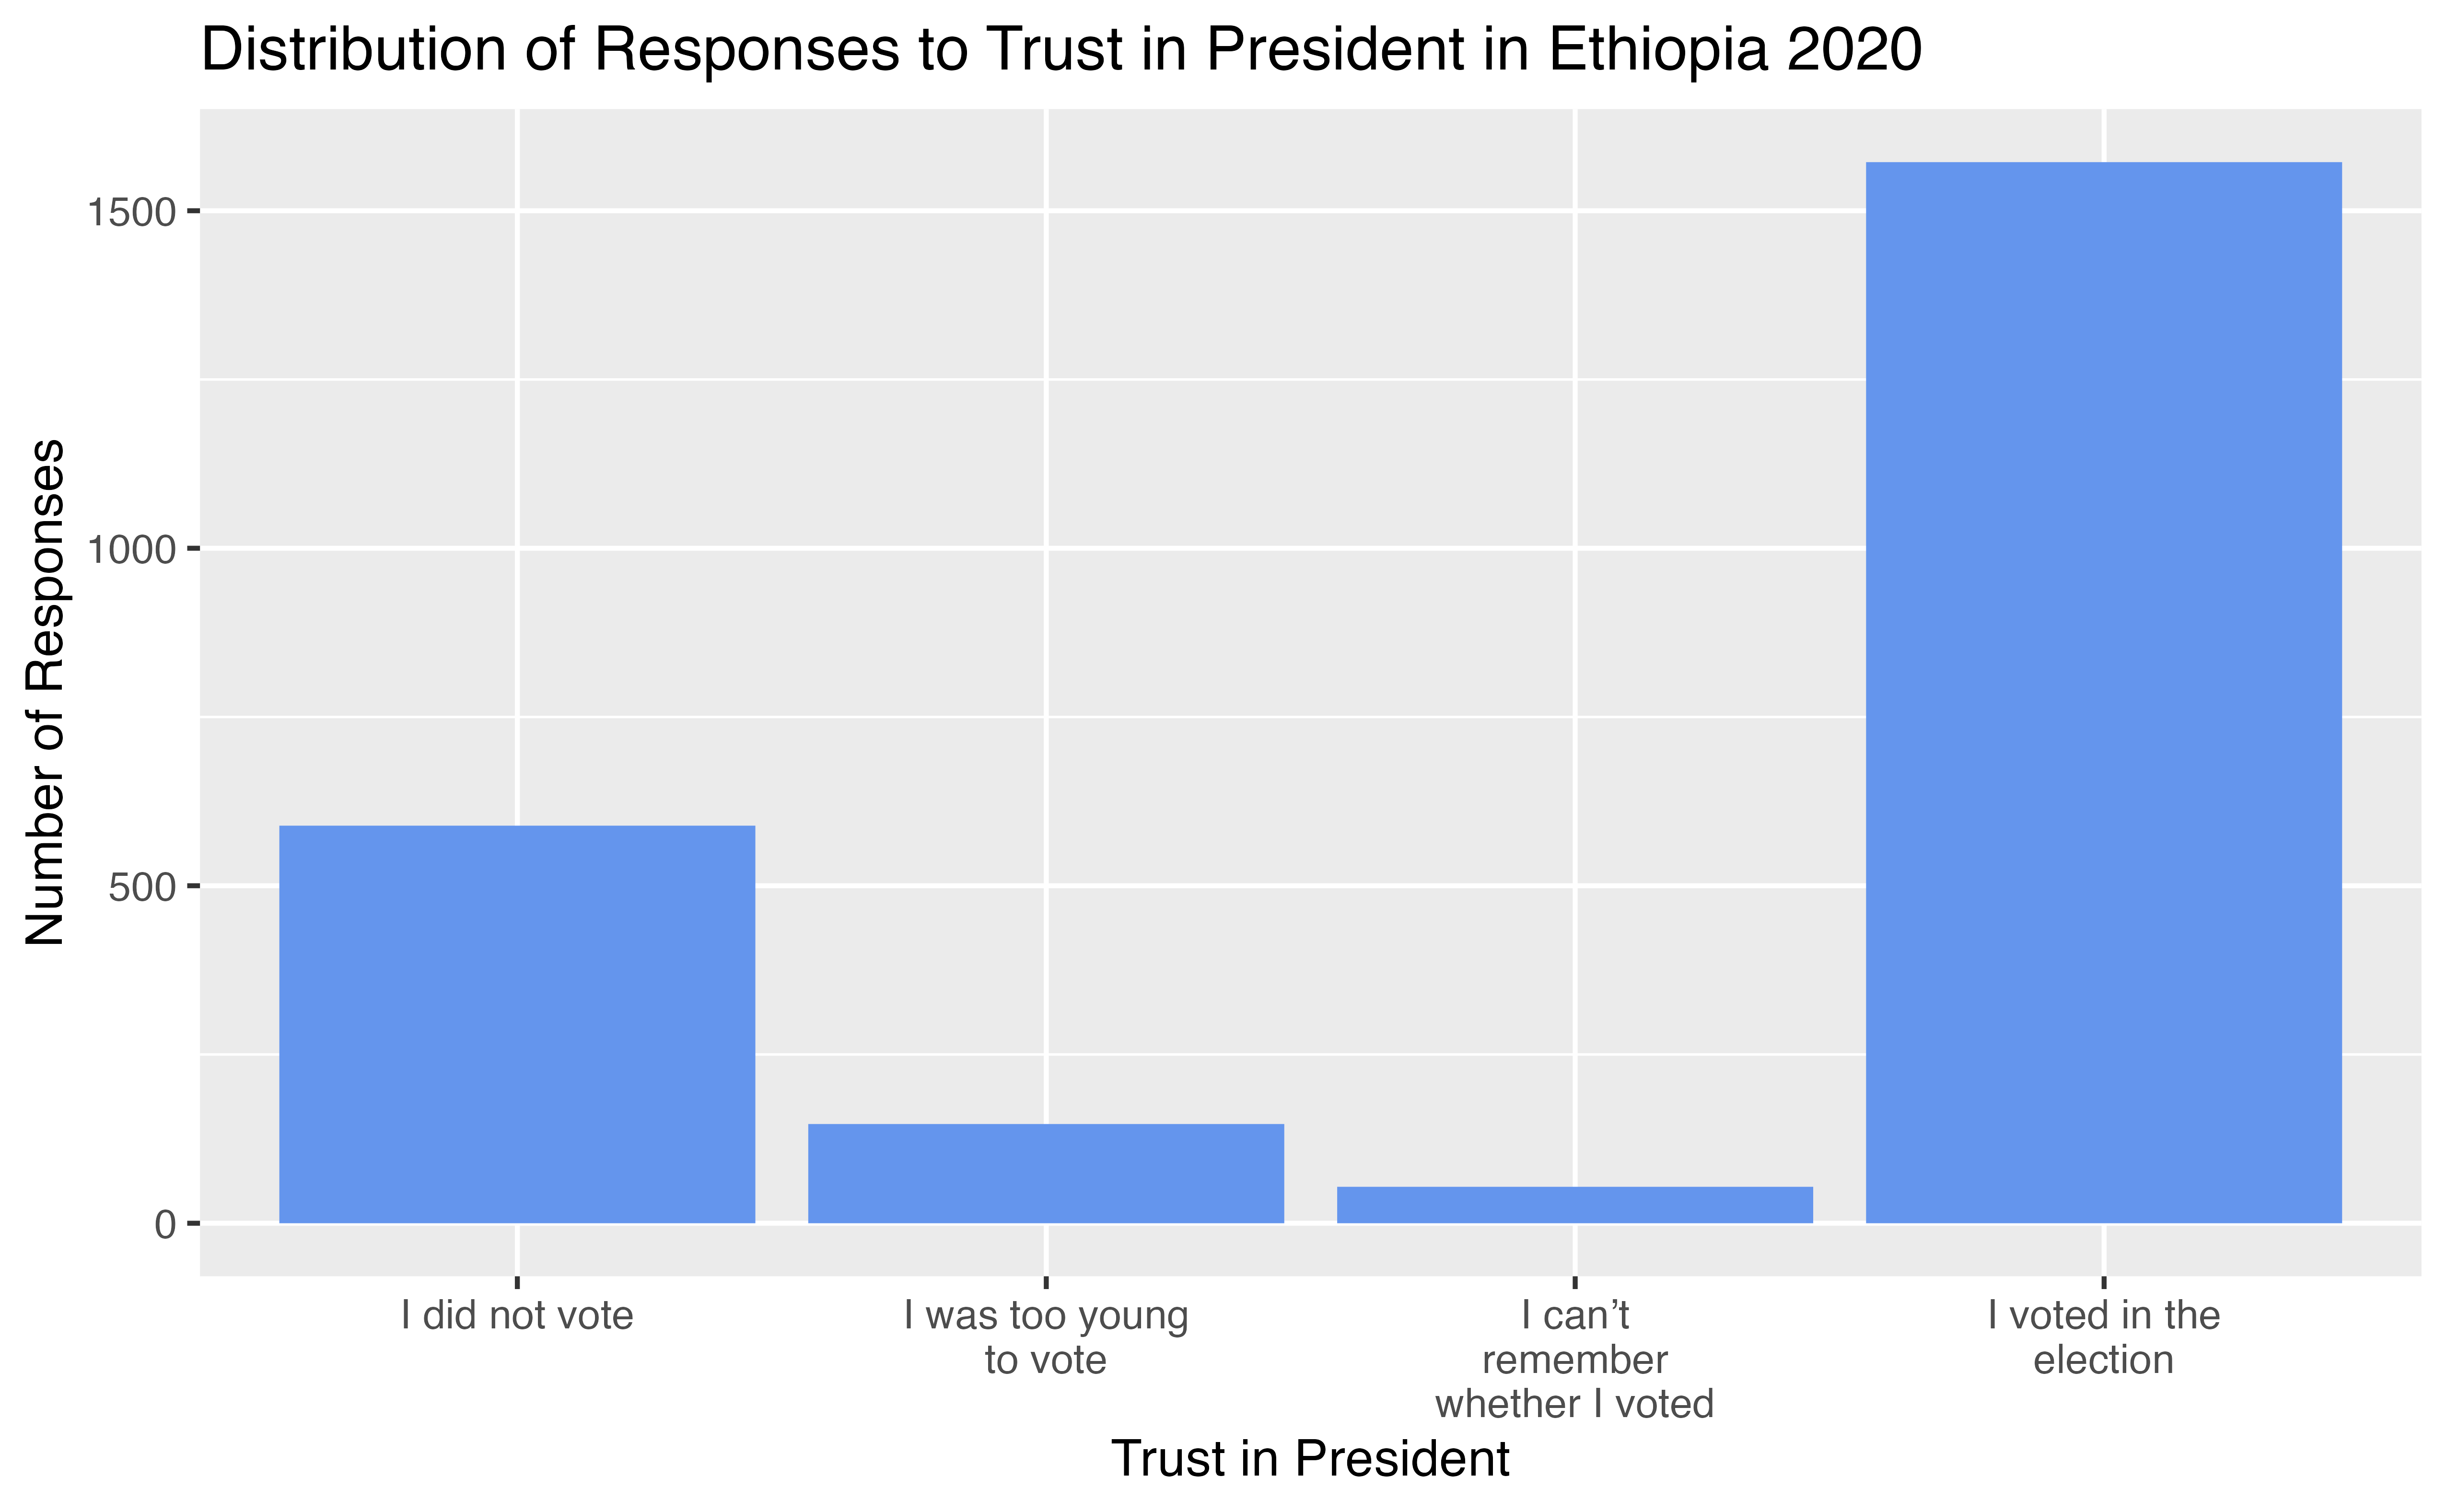 Distribution of Responses to Trust in President in Ethiopia 2020
Number of Responses
1500
1000
500
0
I did not vote
I was too young
to vote
I can’t
remember
whether I voted
I voted in the
election
Trust in President